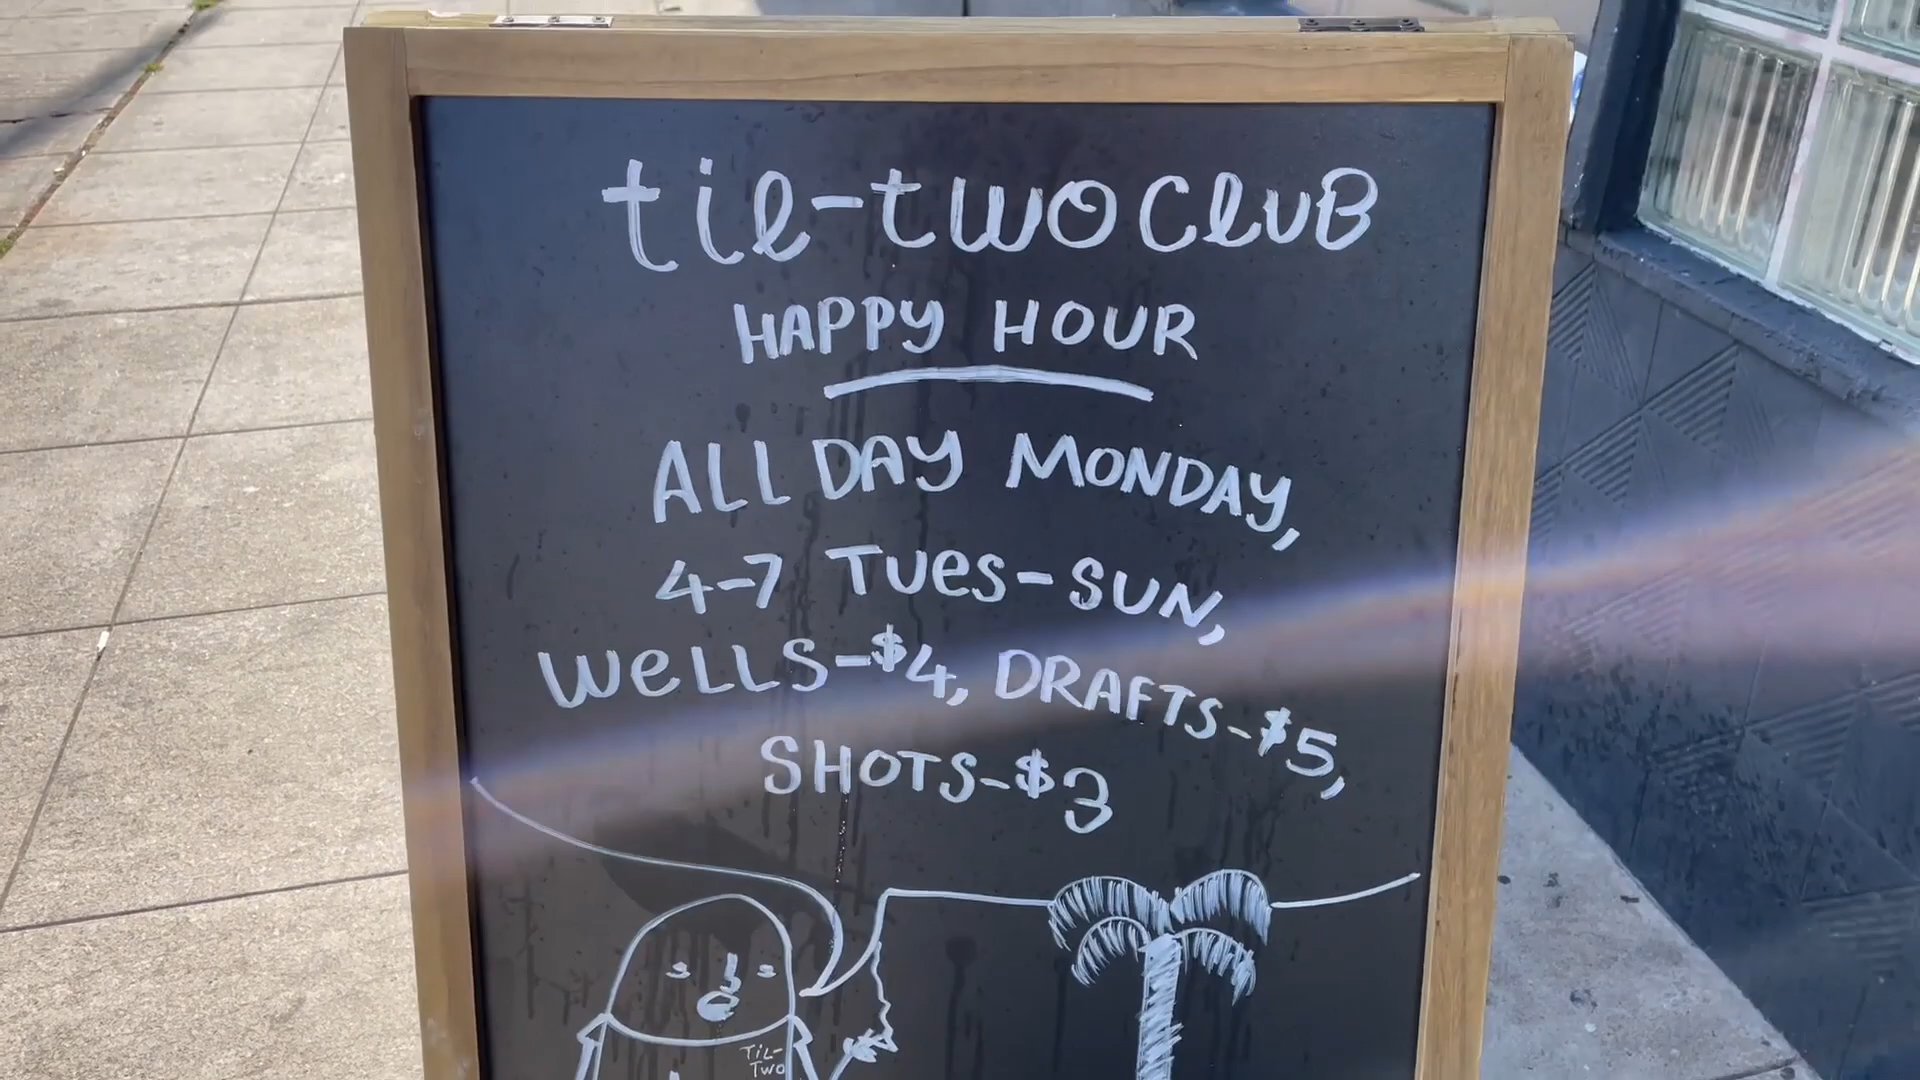 til-two CluB
HAPPY HOUR
ALL DAY MONDAY,
4-7 TUeS-SUN,
WeLLS-$4, DRAFTS-$5,
SHOTS-$3
TiL-
Two